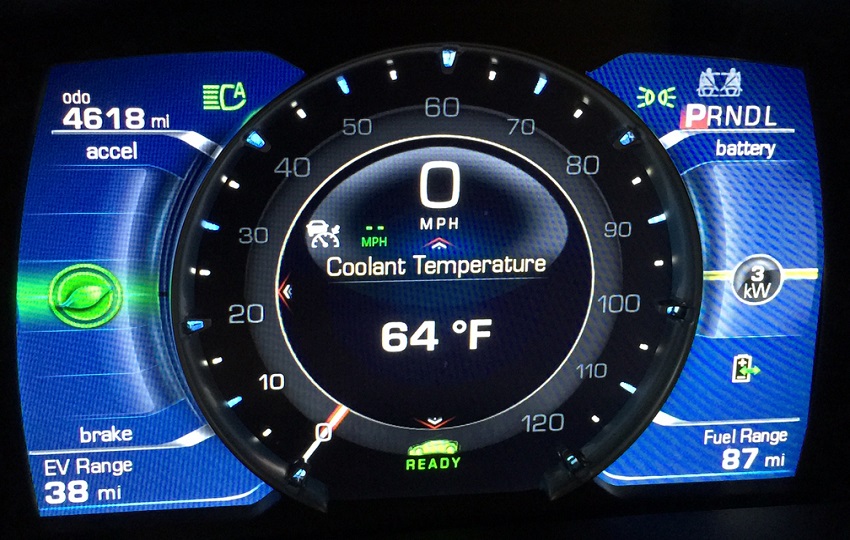 odo
4618 mi
accel
A
PRNDL
battery
60
50
70
40
80
30
90
20
100
10
110
0
120
0
MPH
-- MPH
Coolant Temperature
64 °F
3
kW
brake
EV Range
38 mi
READY
Fuel Range
87 mi